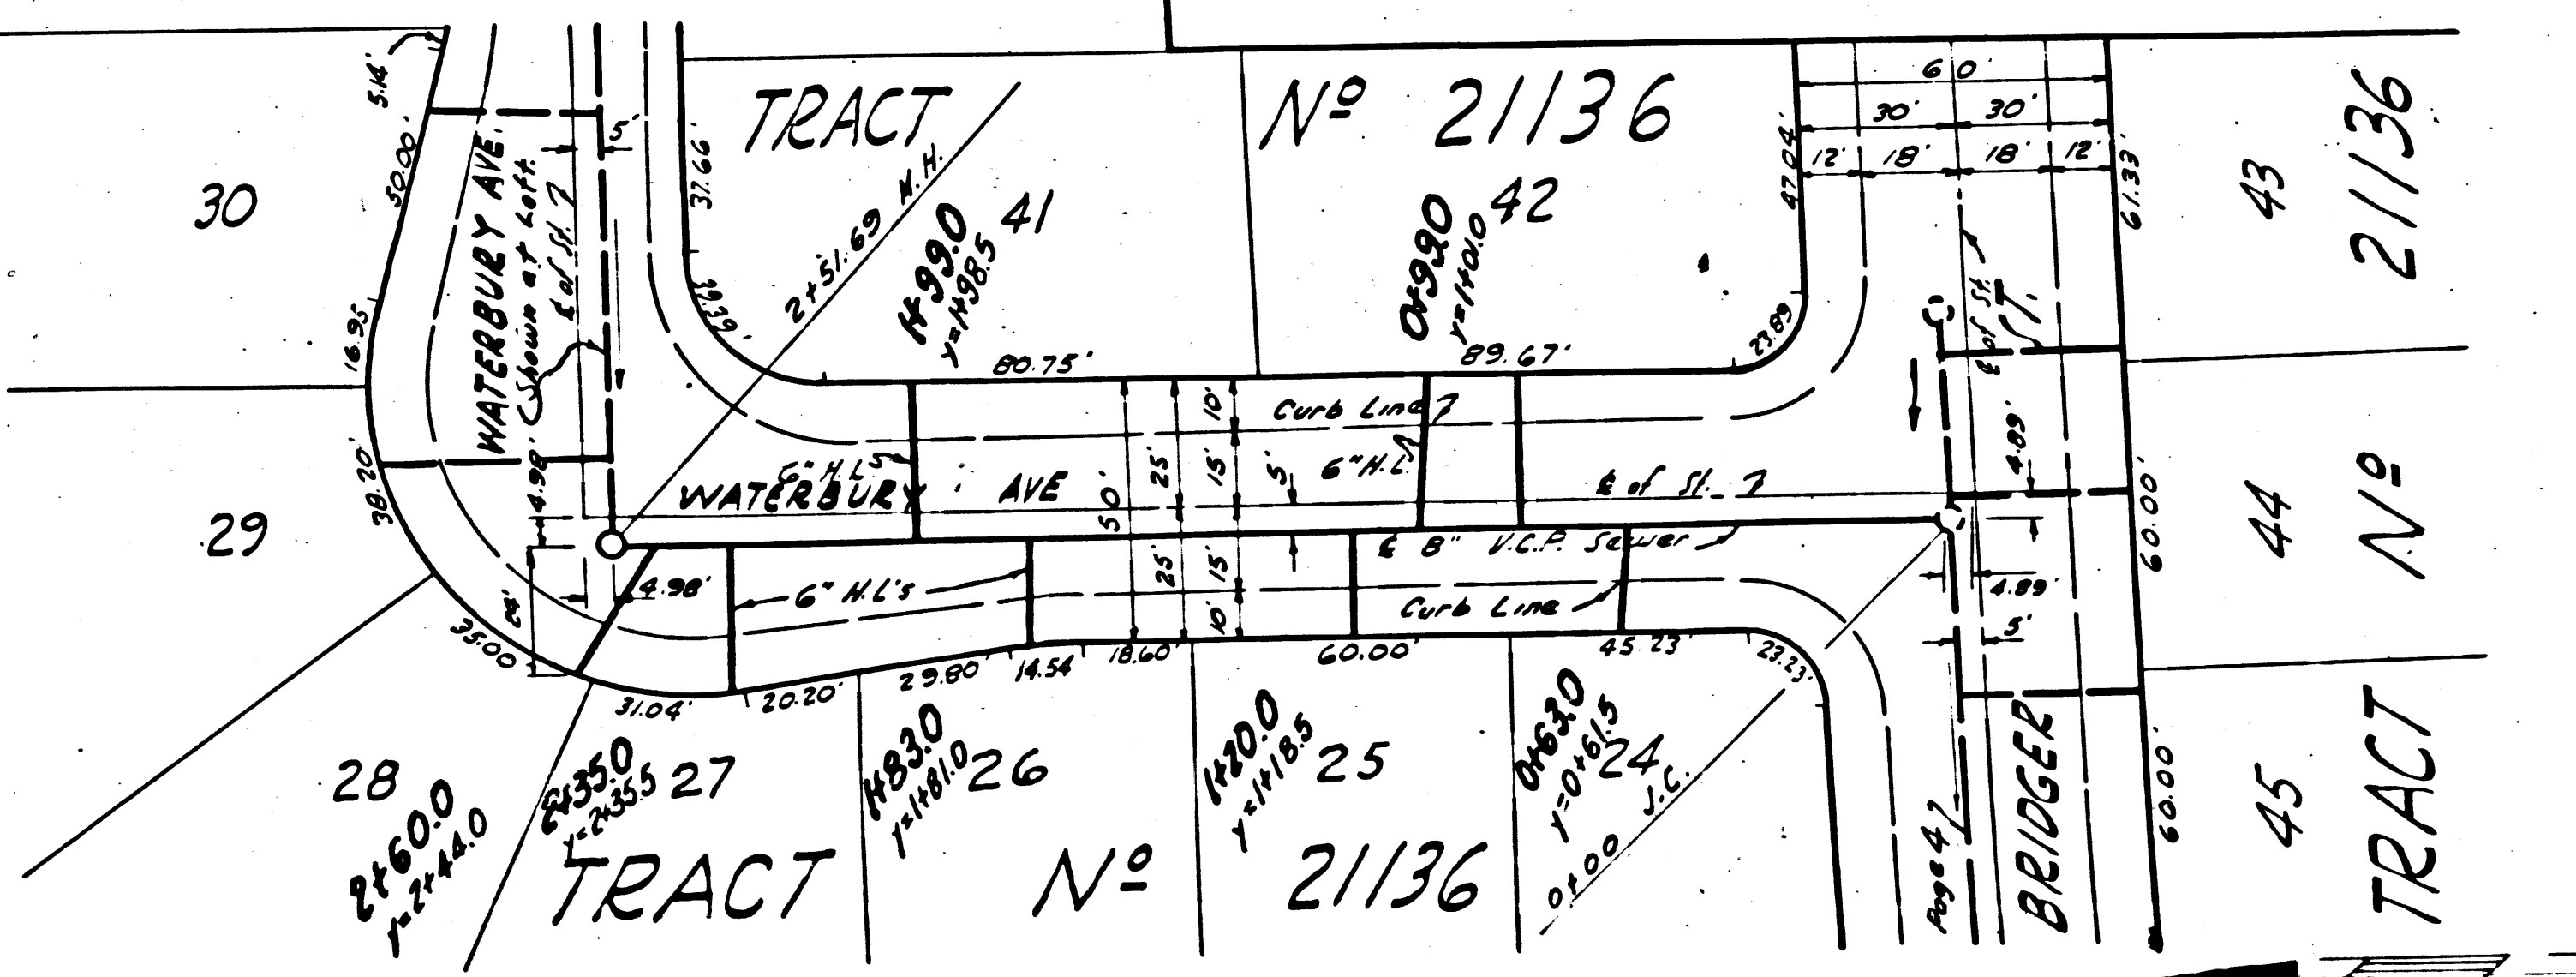 TRACT Nº 21136
60'
30' 30'
12' 18' 18' 12'
5.14'
50.00'
30
16.95
WATERBURY AVE.
(Shown at Left.
℄ of St.
5'
37.66'
2+51.69 M.H.
1+99.0
Y=1+98.5
41
0+99.0
Y=1+01.0
42
47.04'
61.33'
43
21136
80.75'
89.67'
23.89
℄ of St.
ST.
Curb Line
10'
25'
15'
50'
5'
6" H.L's
6" H.L.
WATERBURY AVE
℄ of St.
4.98'
4.89'
60.00'
44
Nº
29
38.20'
℄ 8" V.C.P. Sewer
4.98'
6" H.L's
25'
15'
10'
Curb Line
4.89'
5'
24'
35.00
31.04'
20.20'
29.80'
14.54
18.60'
60.00'
45.23'
23.23'
28
2+60.0
Y=2+44.0
2+35.0
Y=2+35.5
27
1+83.0
Y=1+81.0
26
1+20.0
Y=1+18.5
25
0+63.0
Y=0+61.5
24
0+00 J.C.
Page 4
BRIDGER
60.00'
45
TRACT
TRACT Nº 21136